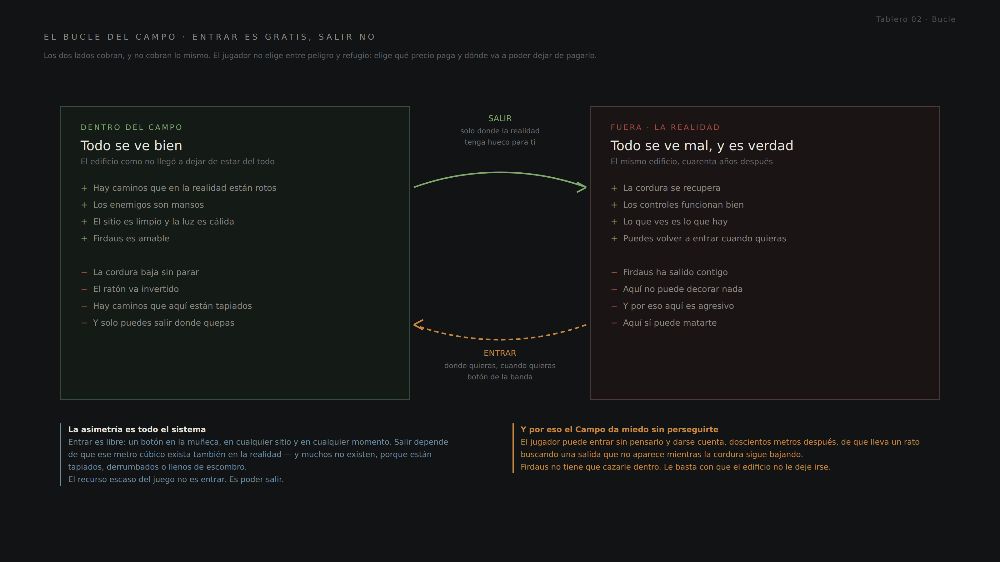 Tablero 02 · Bucle
EL BUCLE DEL CAMPO · ENTRAR ES GRATIS, SALIR NO
Los dos lados cobran, y no cobran lo mismo. El jugador no elige entre peligro y refugio: elige qué precio paga y dónde va a poder dejar de pagarlo.
DENTRO DEL CAMPO
Todo se ve bien
El edificio como no llegó a dejar de estar del todo
+ Hay caminos que en la realidad están rotos
+ Los enemigos son mansos
+ El sitio es limpio y la luz es cálida
+ Firdaus es amable
− La cordura baja sin parar
− El ratón va invertido
− Hay caminos que aquí están tapiados
− Y solo puedes salir donde quepas
SALIR
solo donde la realidad
tenga hueco para ti
ENTRAR
donde quieras, cuando quieras
botón de la banda
FUERA · LA REALIDAD
Todo se ve mal, y es verdad
El mismo edificio, cuarenta años después
+ La cordura se recupera
+ Los controles funcionan bien
+ Lo que ves es lo que hay
+ Puedes volver a entrar cuando quieras
− Firdaus ha salido contigo
− Aquí no puede decorar nada
− Y por eso aquí es agresivo
− Aquí sí puede matarte
La asimetría es todo el sistema
Entrar es libre: un botón en la muñeca, en cualquier sitio y en cualquier momento. Salir depende
de que ese metro cúbico exista también en la realidad — y muchos no existen, porque están
tapiados, derrumbados o llenos de escombro.
El recurso escaso del juego no es entrar. Es poder salir.
Y por eso el Campo da miedo sin perseguirte
El jugador puede entrar sin pensarlo y darse cuenta, doscientos metros después, de que lleva un rato
buscando una salida que no aparece mientras la cordura sigue bajando.
Firdaus no tiene que cazarle dentro. Le basta con que el edificio no le deje irse.